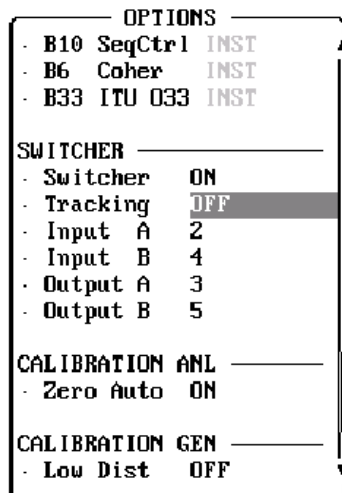 OPTIONS
B10 SeqCtrl INST
B6 Coher INST
B33 ITU O33 INST
SWITCHER
Switcher ON
Tracking OFF
Input A 2
Input B 4
Output A 3
Output B 5
CALIBRATION ANL
Zero Auto ON
CALIBRATION GEN
Low Dist OFF